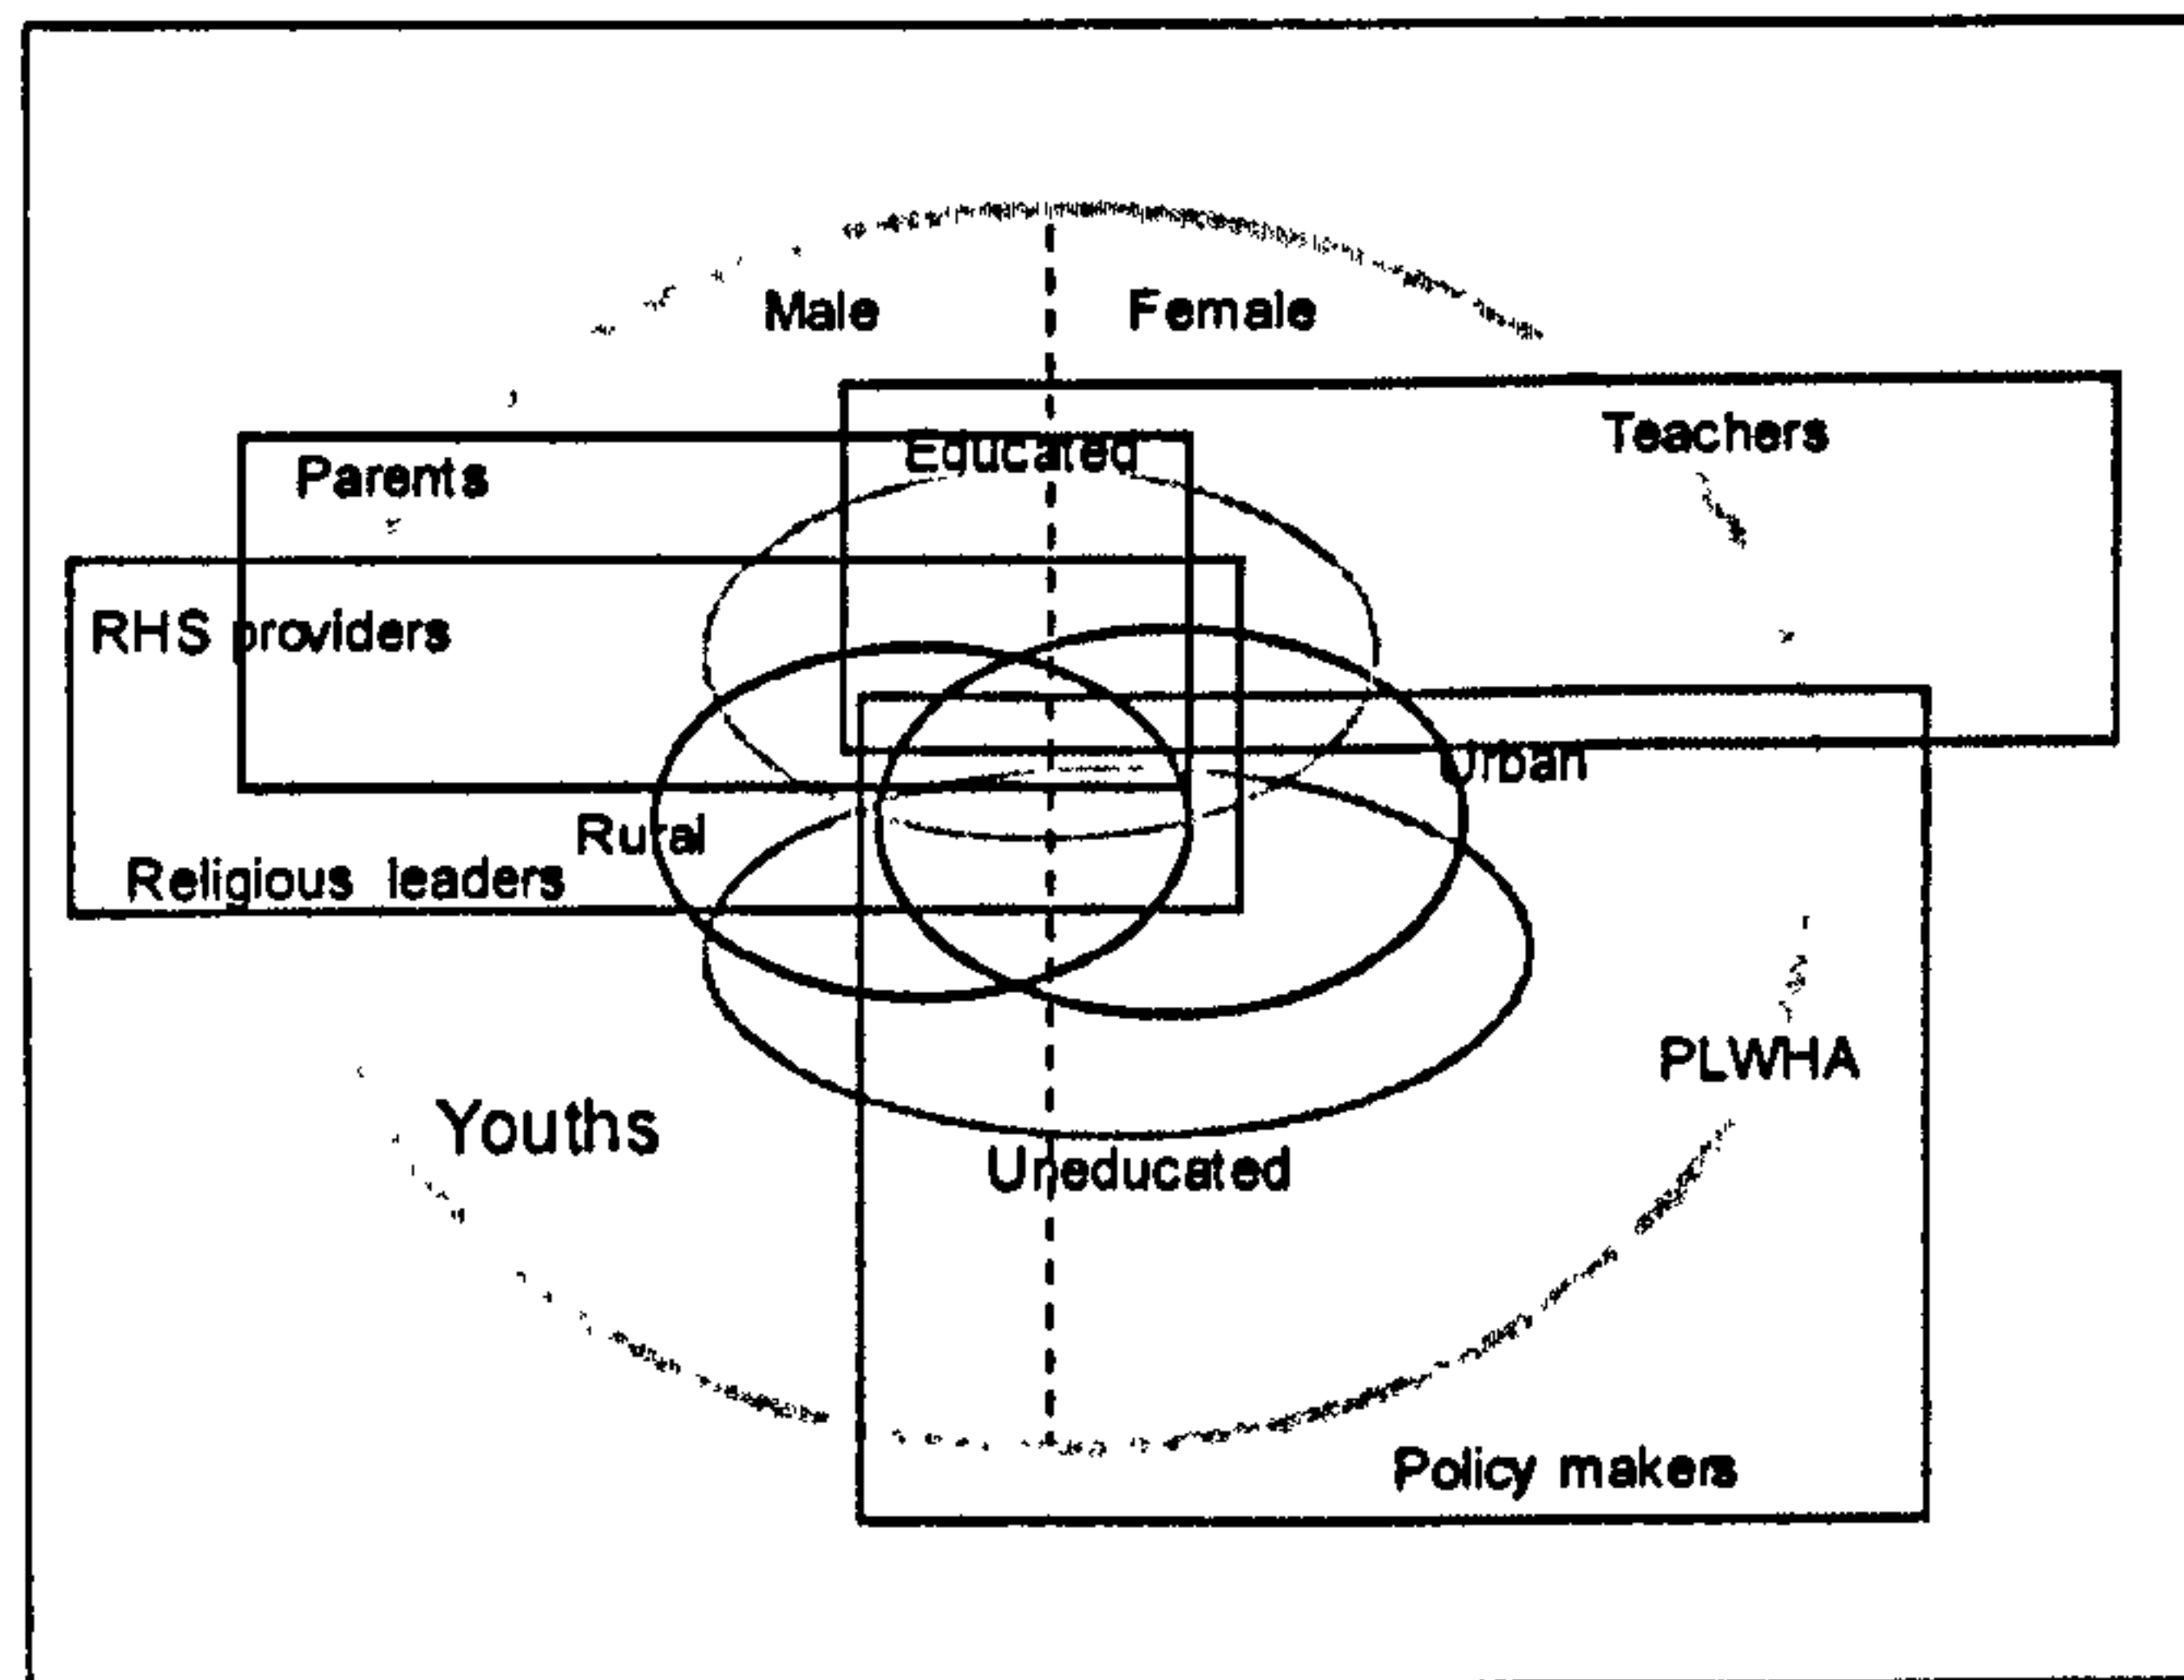 Male Female
Teachers
Educated
Parents
RHS providers
Urban
Rural
Religious leaders
PLWHA
Youths
Uneducated
Policy makers